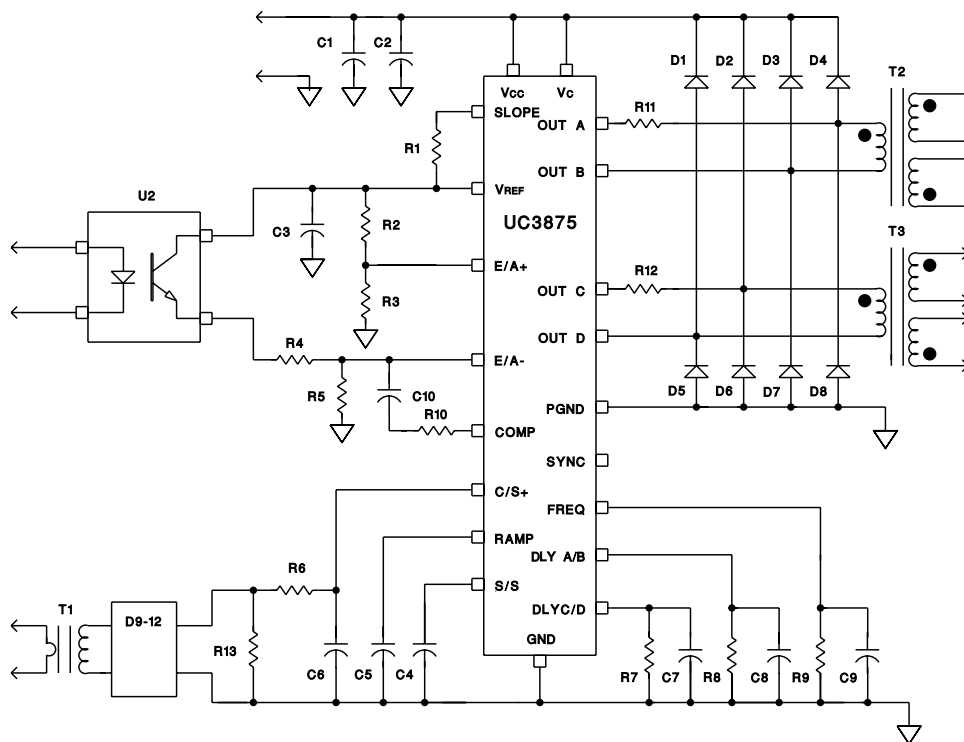 C1
C2
D1
D2
D3
D4
T2
Vcc
Vc
SLOPE
R11
OUT A
R1
OUT B
U2
VREF
UC3875
C3
R2
T3
E/A+
R12
R3
OUT C
R4
OUT D
E/A-
R5
C10
D5
D6
D7
D8
R10
PGND
COMP
SYNC
C/S+
FREQ
RAMP
DLY A/B
R6
S/S
T1
D9-12
DLYC/D
R13
GND
C6
C5
C4
R7
C7
R8
C8
R9
C9